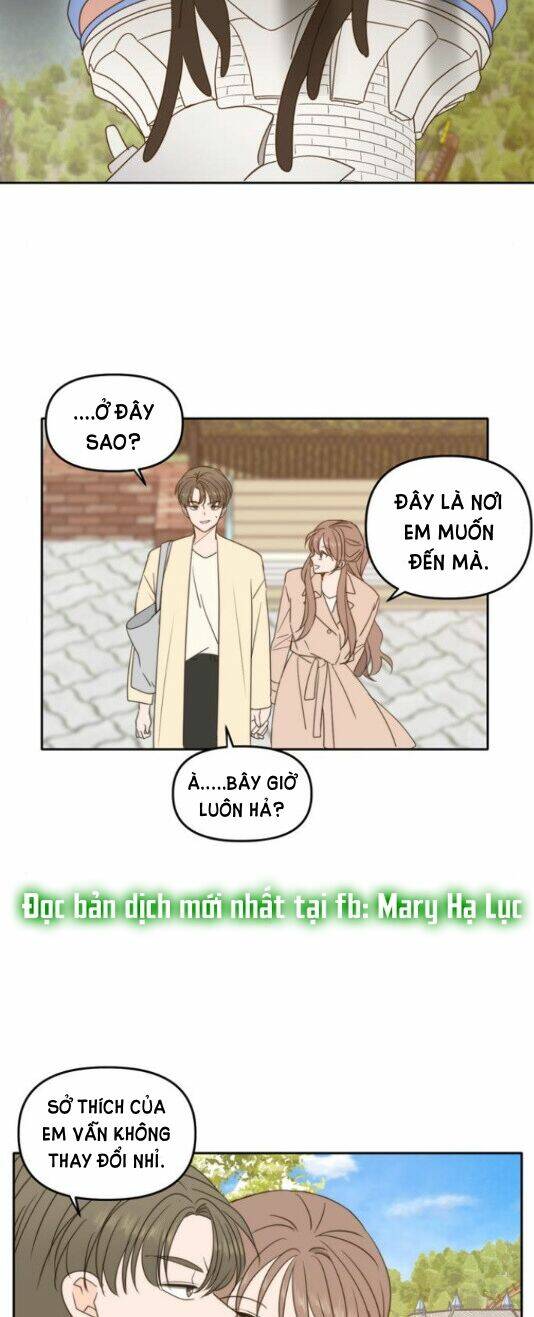 ....Ở ĐÂY
SAO?
ĐÂY LÀ NƠI
EM MUỐN
ĐẾN MÀ.
À.....BÂY GIỜ
LUÔN HẢ?
Đọc bản dịch mới nhất tại fb: Mary Hạ Lục
SỞ THÍCH CỦA
EM VẪN KHÔNG
THAY ĐỔI NHỈ.